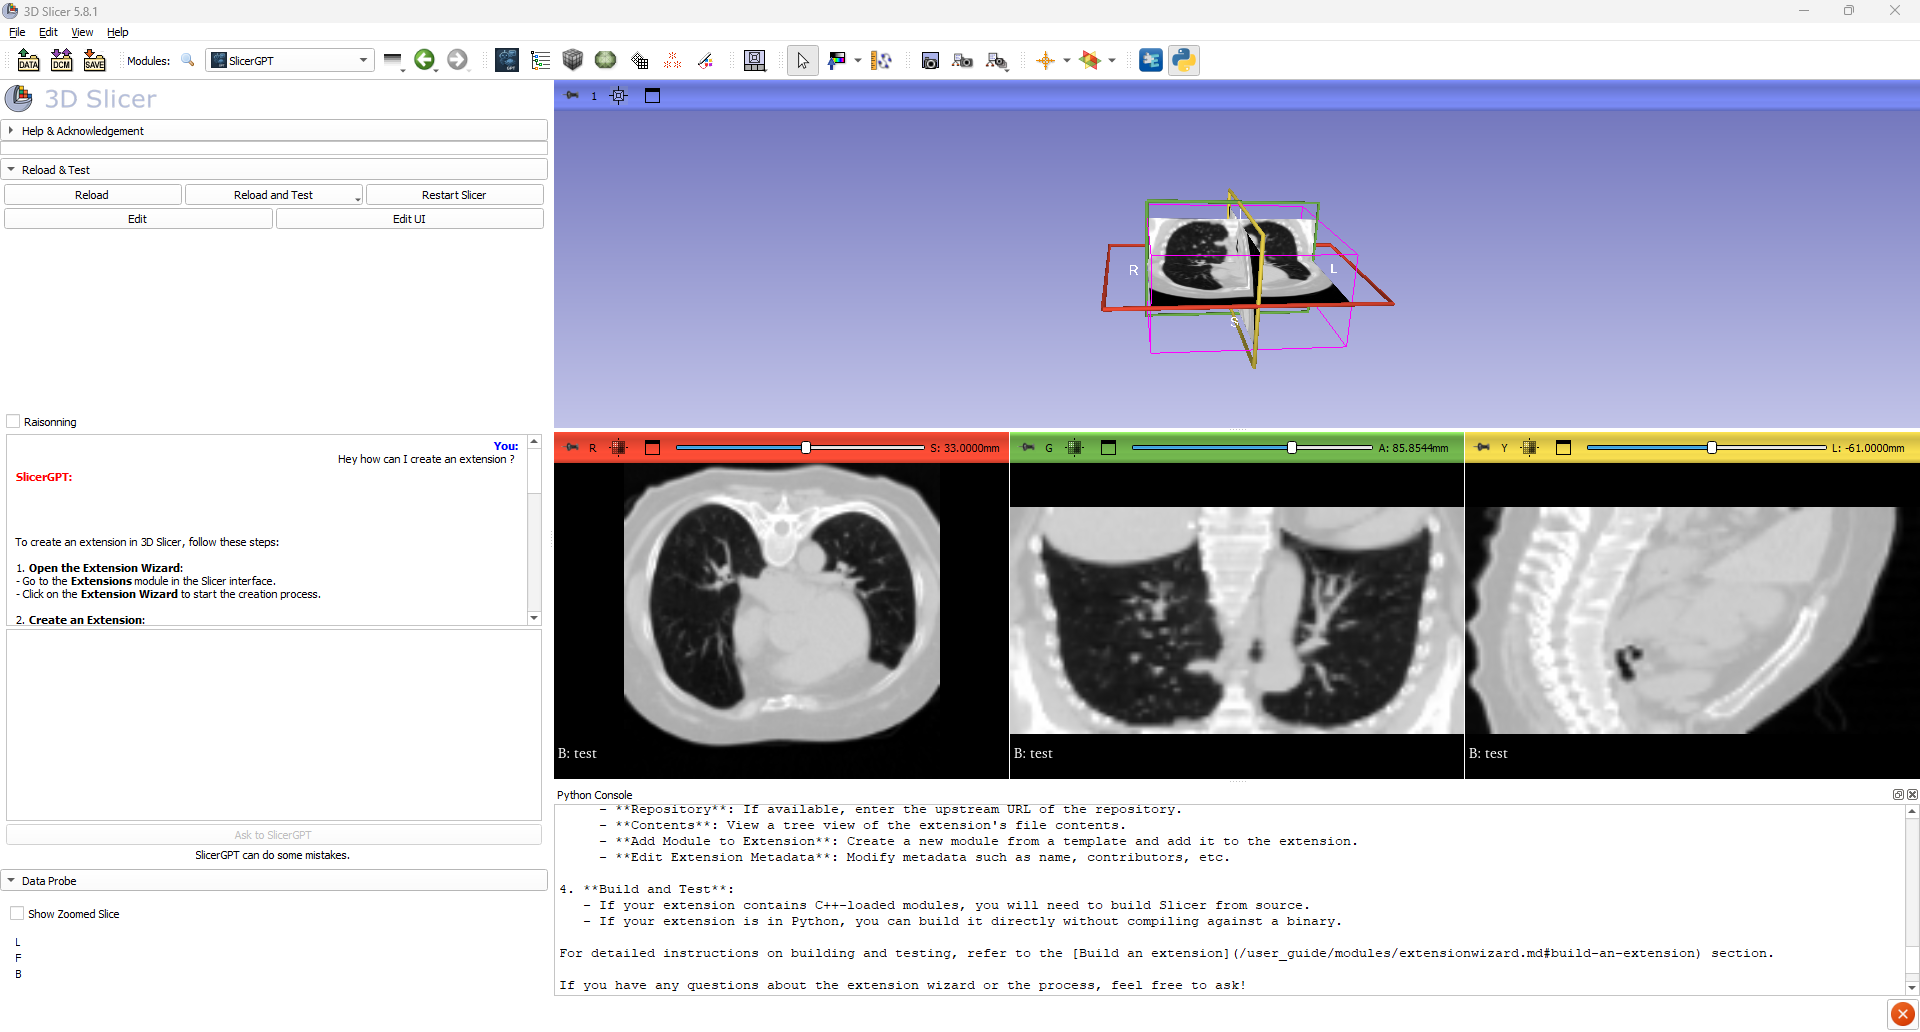 3D Slicer 5.8.1
File Edit View Help
DATA DCM SAVE Modules: SlicerGPT
3D Slicer
Help & Acknowledgement
Reload & Test
Reload Reload and Test Restart Slicer
Edit Edit UI
Raisonning
You:
Hey how can I create an extension ?
SlicerGPT:
To create an extension in 3D Slicer, follow these steps:
1. Open the Extension Wizard:
- Go to the Extensions module in the Slicer interface.
- Click on the Extension Wizard to start the creation process.
2. Create an Extension:
Ask to SlicerGPT
SlicerGPT can do some mistakes.
Data Probe
Show Zoomed Slice
L
F
B
1
R L
S
R S: 33.0000mm
B: test
G A: 85.8544mm
B: test
Y L: -61.0000mm
B: test
Python Console
- **Repository**: If available, enter the upstream URL of the repository.
- **Contents**: View a tree view of the extension's file contents.
- **Add Module to Extension**: Create a new module from a template and add it to the extension.
- **Edit Extension Metadata**: Modify metadata such as name, contributors, etc.
4. **Build and Test**:
- If your extension contains C++-loaded modules, you will need to build Slicer from source.
- If your extension is in Python, you can build it directly without compiling against a binary.
For detailed instructions on building and testing, refer to the [Build an extension](/user_guide/modules/extensionwizard.md#build-an-extension) section.
If you have any questions about the extension wizard or the process, feel free to ask!